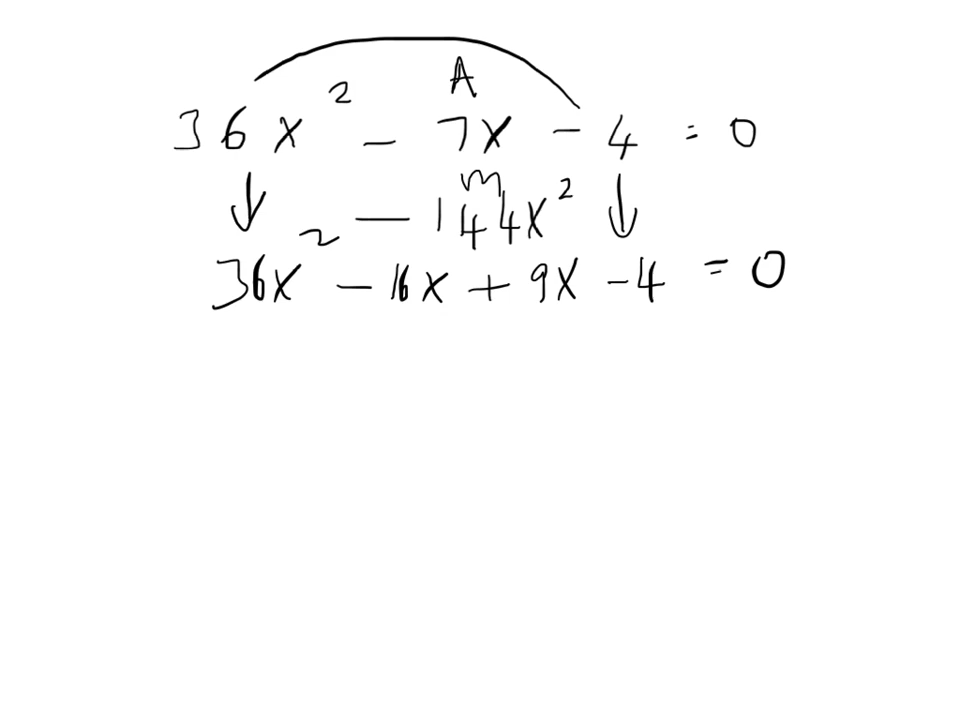 A
36x² - 7x - 4 = 0
m
- 144x²
36x² - 16x + 9x - 4 = 0